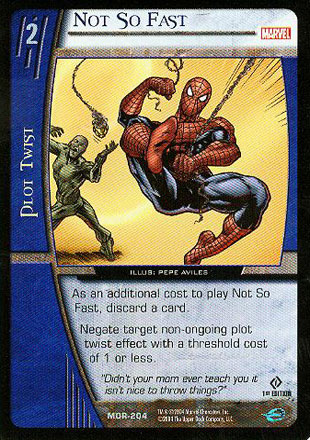 2
Not So Fast
MARVEL
Plot Twist
ILLUS: PEPE AVILES
As an additional cost to play Not So
Fast, discard a card.
Negate target non-ongoing plot
twist effect with a threshold cost
of 1 or less.
"Didn't your mom ever teach you it
isn't nice to throw things?"
1ST EDITION
MOR-204